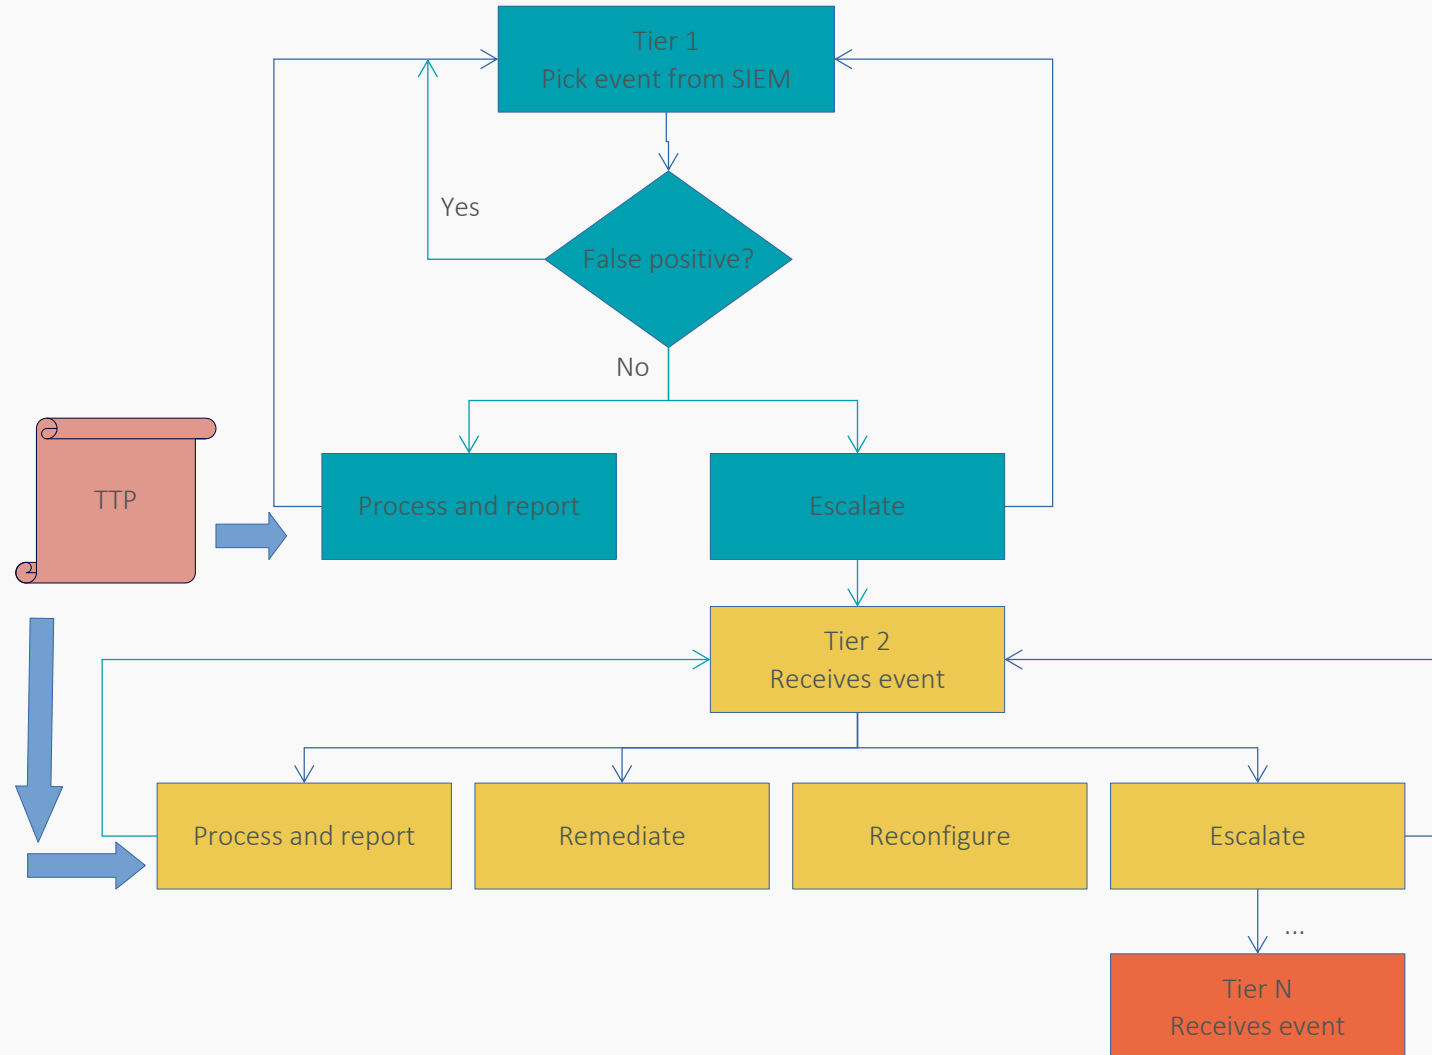 Tier 1
Pick event from SIEM
Yes
False positive?
No
TTP
Process and report
Escalate
Tier 2
Receives event
Process and report
Remediate
Reconfigure
Escalate
...
Tier N
Receives event